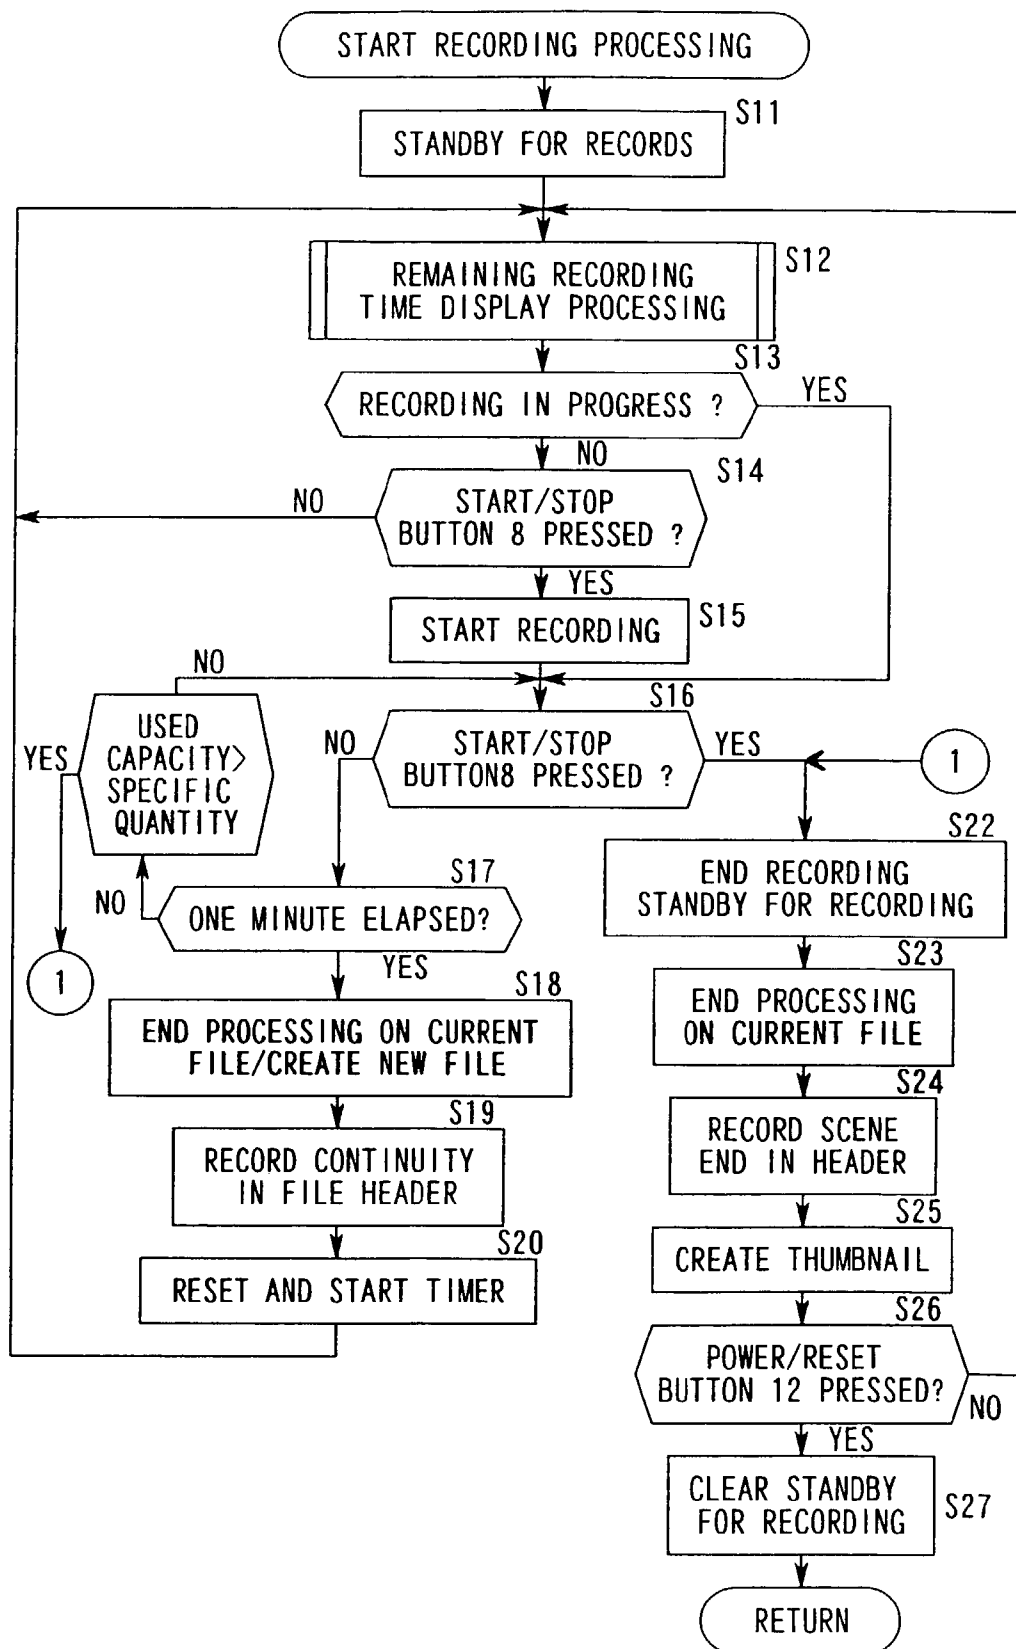 START RECORDING PROCESSING
S11
STANDBY FOR RECORDS
S12
REMAINING RECORDING
TIME DISPLAY PROCESSING
S13
RECORDING IN PROGRESS ?
YES
NO
S14
START/STOP
BUTTON 8 PRESSED ?
NO
YES
S15
START RECORDING
NO
S16
USED
CAPACITY>
SPECIFIC
QUANTITY
YES
START/STOP
BUTTON8 PRESSED ?
NO
YES
1
S22
END RECORDING
STANDBY FOR RECORDING
S17
ONE MINUTE ELAPSED?
NO
YES
1
S23
END PROCESSING
ON CURRENT FILE
S18
END PROCESSING ON CURRENT
FILE/CREATE NEW FILE
S24
RECORD SCENE
END IN HEADER
S19
RECORD CONTINUITY
IN FILE HEADER
S25
CREATE THUMBNAIL
S20
RESET AND START TIMER
S26
POWER/RESET
BUTTON 12 PRESSED?
NO
YES
CLEAR STANDBY
FOR RECORDING
S27
RETURN